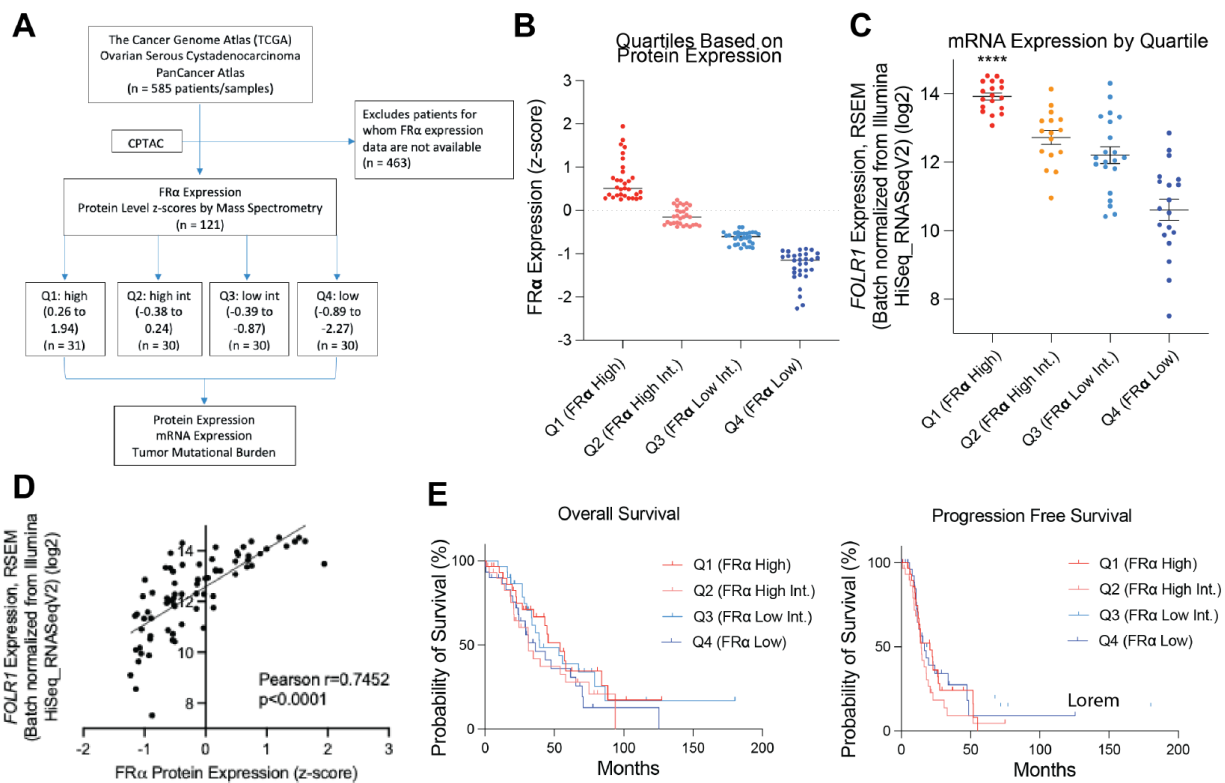 A
The Cancer Genome Atlas (TCGA)
Ovarian Serous Cystadenocarcinoma
PanCancer Atlas
(n = 585 patients/samples)
CPTAC
Excludes patients for
whom FRα expression
data are not available
(n = 463)
FRα Expression
Protein Level z-scores by Mass Spectrometry
(n = 121)
Q1: high
(0.26 to
1.94)
(n = 31)
Q2: high int
(-0.38 to
0.24)
(n = 30)
Q3: low int
(-0.39 to
-0.87)
(n = 30)
Q4: low
(-0.89 to
-2.27)
(n = 30)
Protein Expression
mRNA Expression
Tumor Mutational Burden
B
Quartiles Based on
Protein Expression
FRα Expression (z-score)
3
2
1
0
-1
-2
-3
Q1 (FRα High)
Q2 (FRα High Int.)
Q3 (FRα Low Int.)
Q4 (FRα Low)
C
mRNA Expression by Quartile
****
FOLR1 Expression, RSEM
(Batch normalized from Illumina
HiSeq_RNASeqV2) (log2)
14
12
10
8
Q1 (FRα High)
Q2 (FRα High Int.)
Q3 (FRα Low Int.)
Q4 (FRα Low)
D
FOLR1 Expression, RSEM
(Batch normalized from Illumina
HiSeq_RNASeqV2) (log2)
14
12
10
8
Pearson r=0.7452
p<0.0001
-2
-1
0
1
2
3
FRα Protein Expression (z-score)
E
Overall Survival
Probability of Survival (%)
100
50
0
Q1 (FRα High)
Q2 (FRα High Int.)
Q3 (FRα Low Int.)
Q4 (FRα Low)
0
50
100
150
200
Months
Progression Free Survival
Probability of Survival (%)
100
50
0
Q1 (FRα High)
Q2 (FRα High Int.)
Q3 (FRα Low Int.)
Q4 (FRα Low)
Lorem
0
50
100
150
200
Months